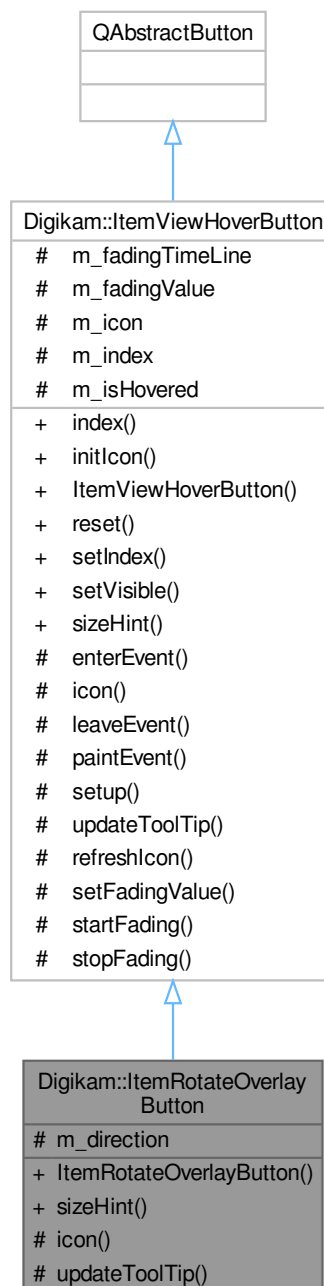 QAbstractButton
Digikam::ItemViewHoverButton
# m_fadingTimeLine
# m_fadingValue
# m_icon
# m_index
# m_isHovered
+ index()
+ initIcon()
+ ItemViewHoverButton()
+ reset()
+ setIndex()
+ setVisible()
+ sizeHint()
# enterEvent()
# icon()
# leaveEvent()
# paintEvent()
# setup()
# updateToolTip()
# refreshIcon()
# setFadingValue()
# startFading()
# stopFading()
Digikam::ItemRotateOverlay
Button
# m_direction
+ ItemRotateOverlayButton()
+ sizeHint()
# icon()
# updateToolTip()